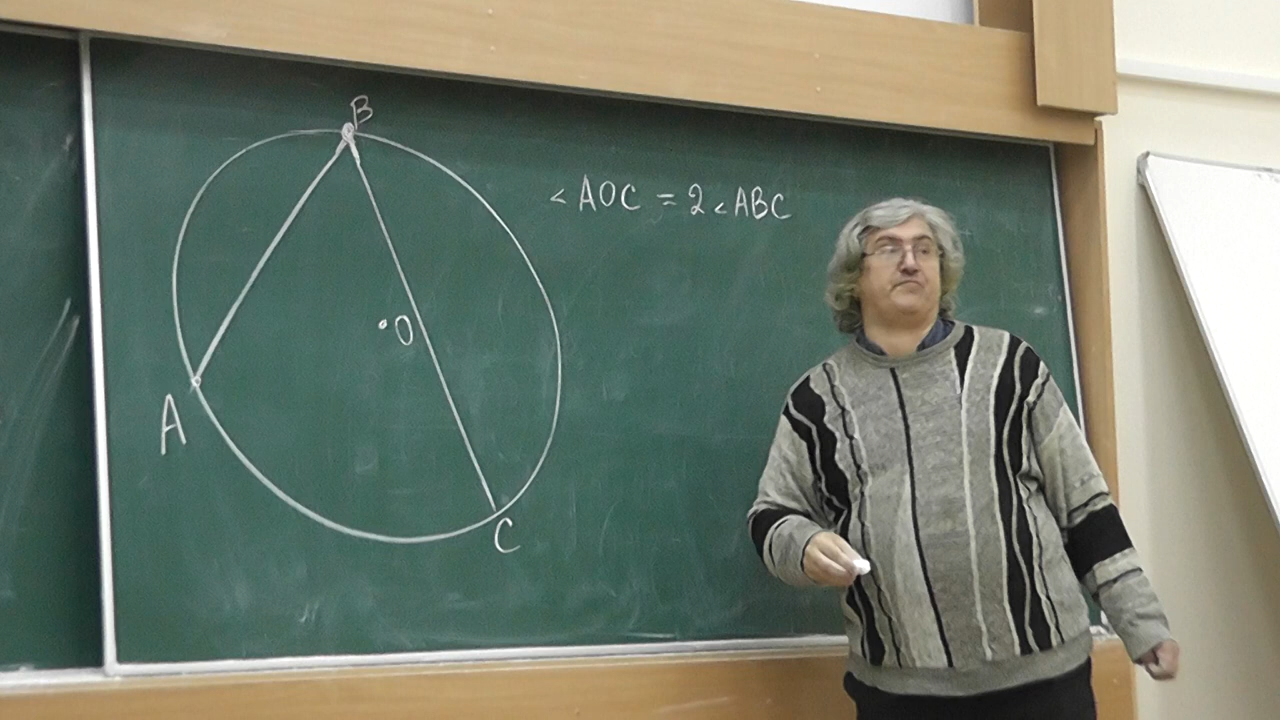 B
∠AOC = 2∠ABC
O
A
C